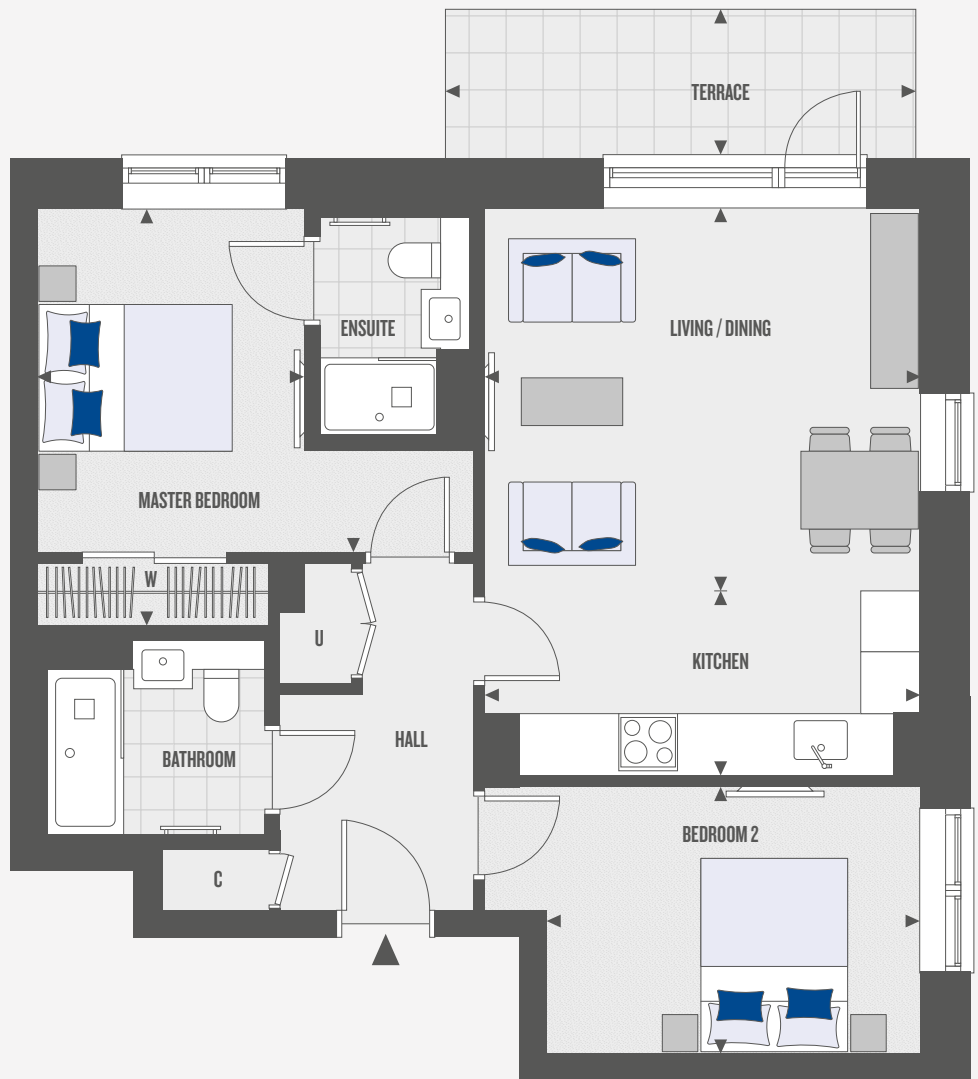 TERRACE
ENSUITE
LIVING / DINING
MASTER BEDROOM
W
U
KITCHEN
HALL
BATHROOM
BEDROOM 2
C